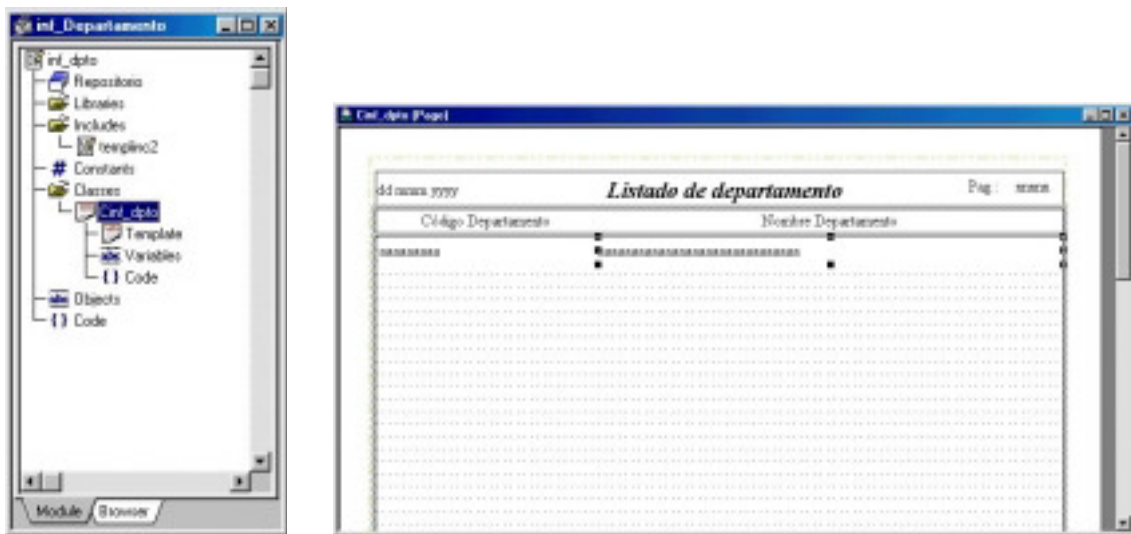 inf_Departamento
inf_dpto
Repositorio
Libraries
Includes
templinc2
Constants
Classes
Cinf_dpto
Template
Variables
Code
Objects
Code
Module Browser
Cinf_dpto [Page]
dd mmm yyyy Listado de departamento Pag.:
Código Departamento Nombre Departamento